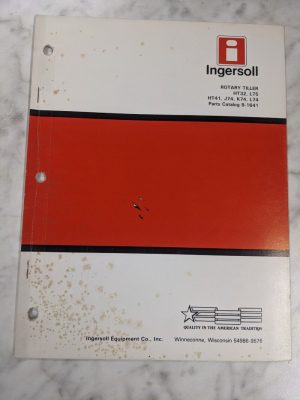 Ingersoll
ROTARY TILLER
HT32, L75
HT41, J74, K74, L74
Parts Catalog 8-1641
QUALITY IN THE AMERICAN TRADITION
Ingersoll Equipment Co., Inc. Winneconne, Wisconsin 54986-9576